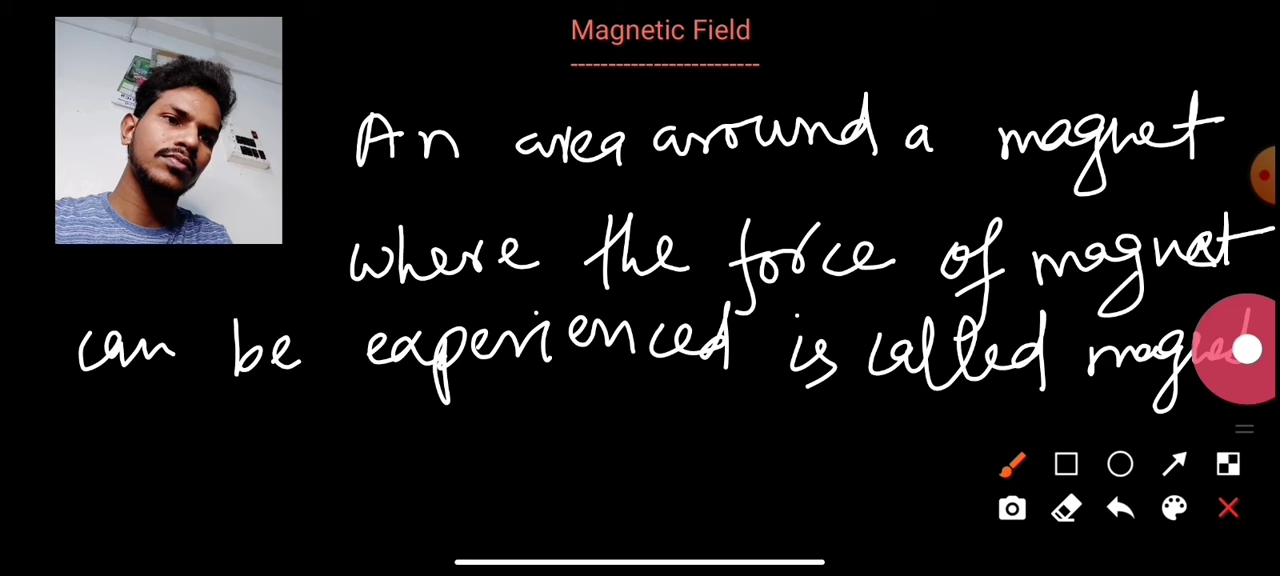 Magnetic Field
------------------------
An area around a magnet
where the force of magnet
can be experienced is called